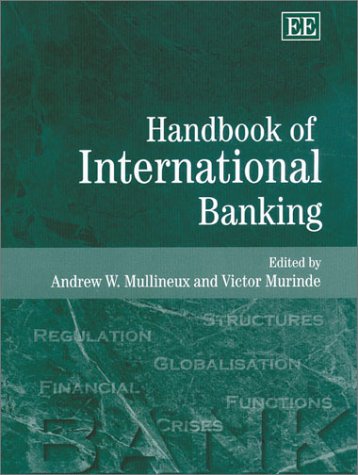 EE
Handbook of
International
Banking
Edited by
Andrew W. Mullineux and Victor Murinde
STRUCTURES
REGULATION
GLOBALISATION
FINANCIAL
FUNCTIONS
CRISES
BANK